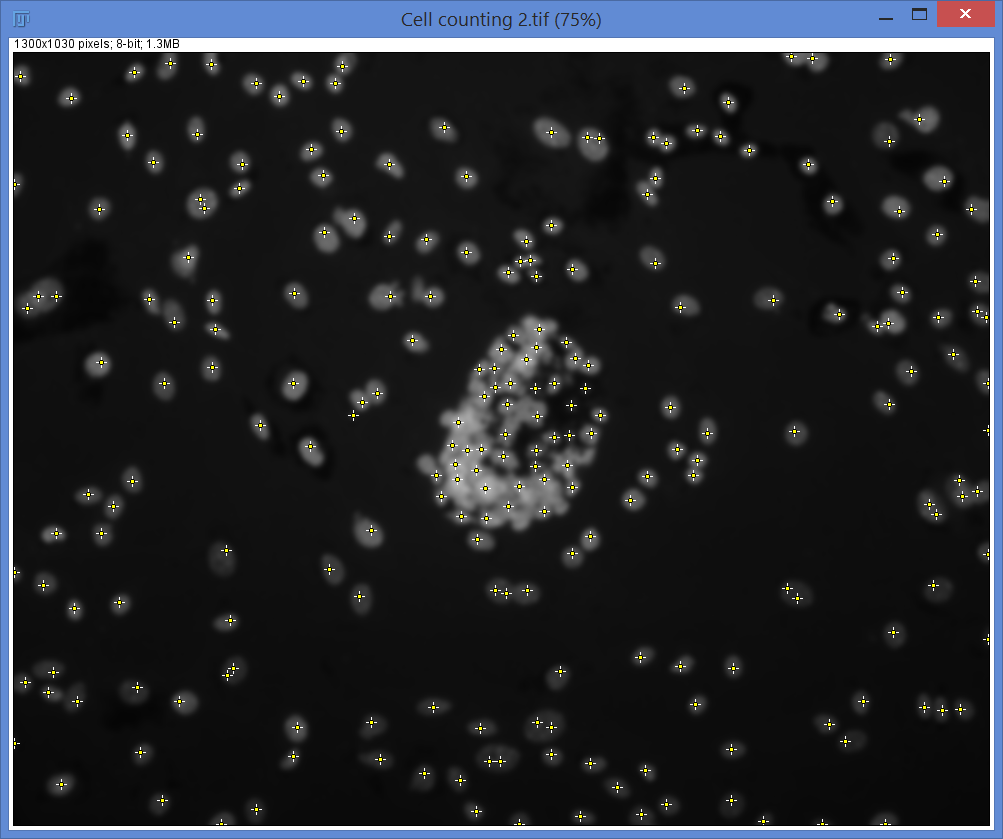 Cell counting 2.tif (75%)
1300x1030 pixels; 8-bit; 1.3MB